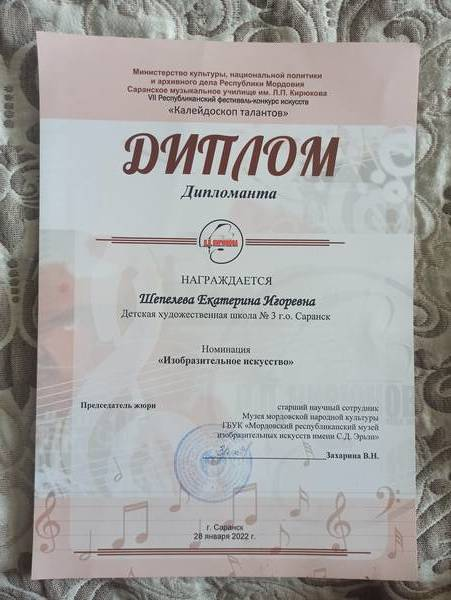 Министерство культуры, национальной политики
и архивного дела Республики Мордовия
Саранское музыкальное училище им. Л.П. Кирюкова
VII Республиканский фестиваль-конкурс искусств
«Калейдоскоп талантов»
ДИПЛОМ
Дипломанта
Л.П. КИРЮКОВА
НАГРАЖДАЕТСЯ
Шепелева Екатерина Игоревна
Детская художественная школа № 3 г.о. Саранск
Номинация
«Изобразительное искусство»
Председатель жюри
старший научный сотрудник
Музея мордовской народной культуры
ГБУК «Мордовский республиканский музей
изобразительных искусств имени С.Д. Эрьзи»
Захарина В.Н.
г. Саранск
28 января 2022 г.